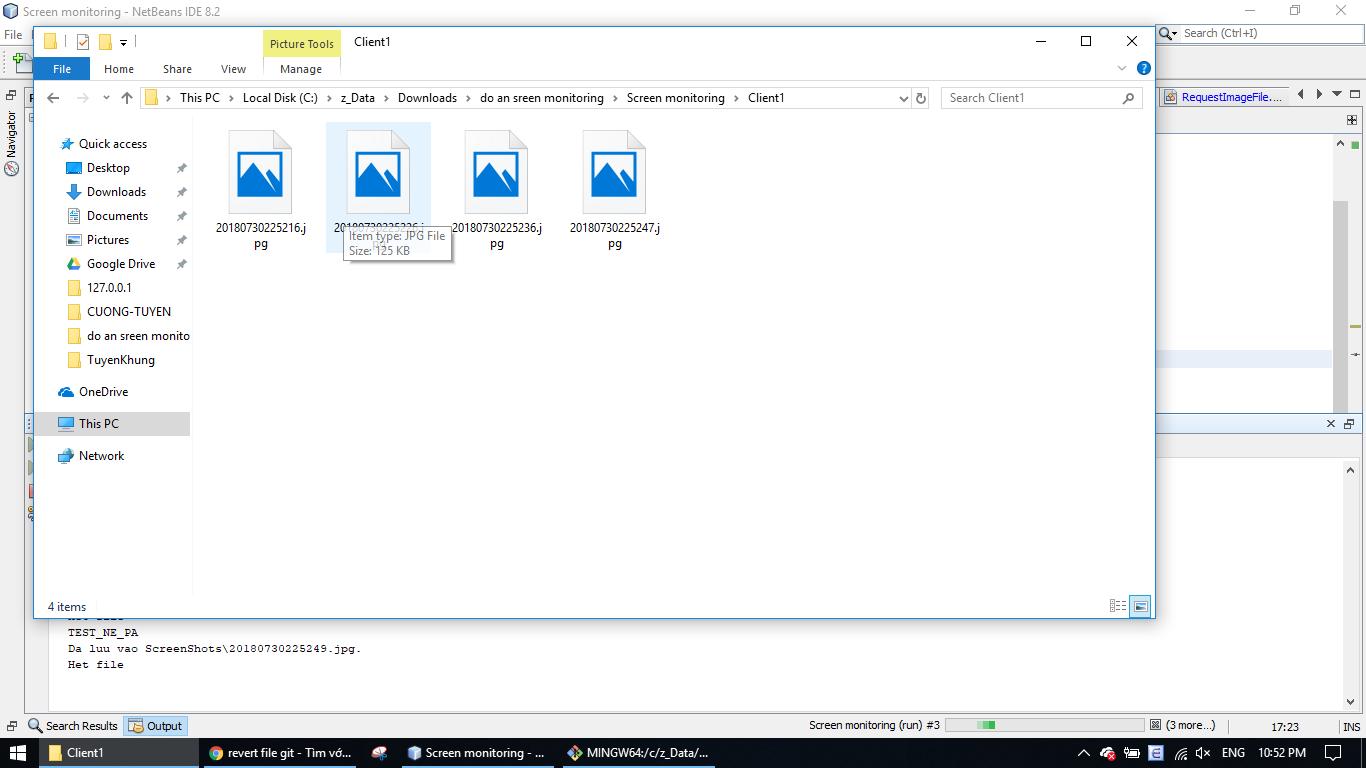 Screen monitoring - NetBeans IDE 8.2
File
Search (Ctrl+I)
Picture Tools
Client1
File
Home
Share
View
Manage
This PC
Local Disk (C:)
z_Data
Downloads
do an sreen monitoring
Screen monitoring
Client1
Search Client1
RequestImageFile....
Navigator
Quick access
Desktop
Downloads
Documents
Pictures
Google Drive
127.0.0.1
CUONG-TUYEN
do an sreen monito
TuyenKhung
OneDrive
This PC
Network
20180730225216.j
pg
20180730225226.j
pg
20180730225236.j
pg
20180730225247.j
pg
Item type: JPG File
Size: 125 KB
4 items
TEST_NE_PA
Da luu vao ScreenShots\20180730225249.jpg.
Het file
Search Results
Output
Screen monitoring (run) #3
(3 more...)
17:23
INS
Client1
revert file git - Tìm vớ...
Screen monitoring - ...
MINGW64:/c/z_Data/...
ENG
10:52 PM